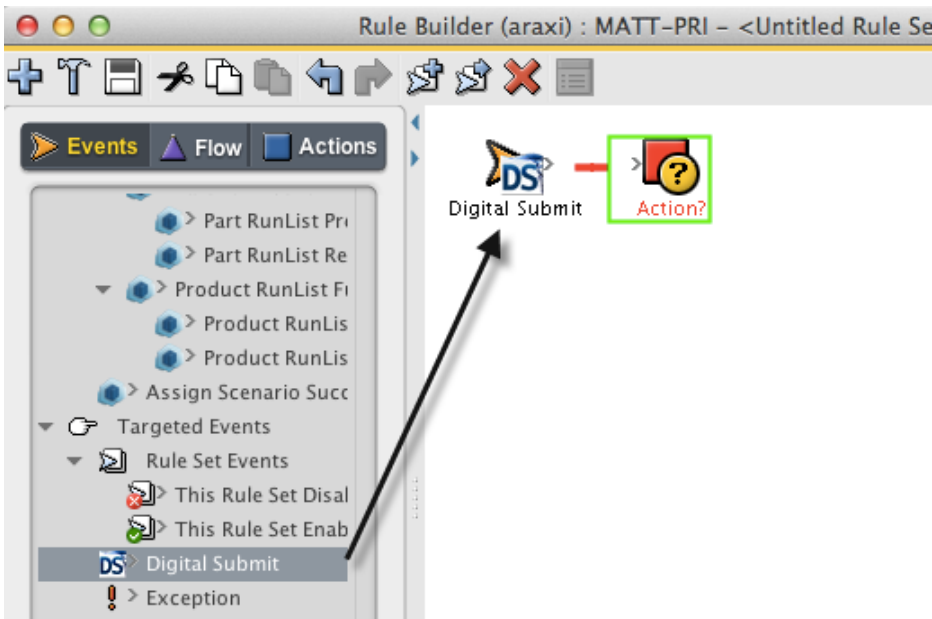 Rule Builder (araxi) : MATT-PRI - <Untitled Rule Se
Events Flow Actions
Part RunList Pr
Part RunList Re
Product RunList F
Product RunLis
Product RunLis
Assign Scenario Succ
Targeted Events
Rule Set Events
This Rule Set Disal
This Rule Set Enab
DS Digital Submit
Exception
DS ?
Digital Submit Action?